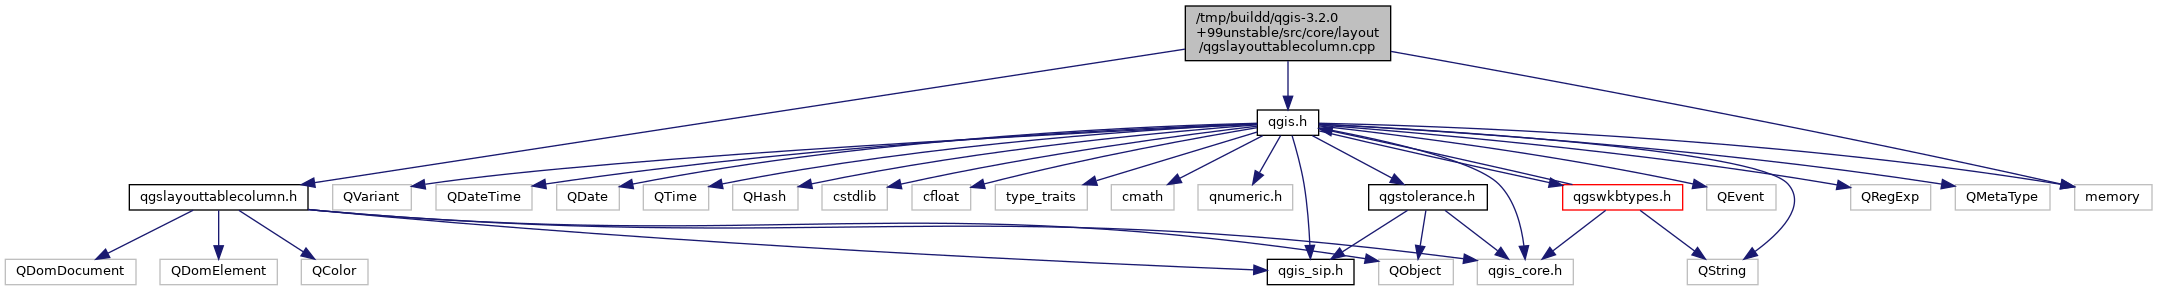 /tmp/buildd/qgis-3.2.0
+99unstable/src/core/layout
/qgslayouttablecolumn.cpp
qgis.h
qgslayouttablecolumn.h
QVariant
QDateTime
QDate
QTime
QHash
cstdlib
cfloat
type_traits
cmath
qnumeric.h
qgstolerance.h
qgswkbtypes.h
QEvent
QRegExp
QMetaType
memory
QDomDocument
QDomElement
QColor
qgis_sip.h
QObject
qgis_core.h
QString